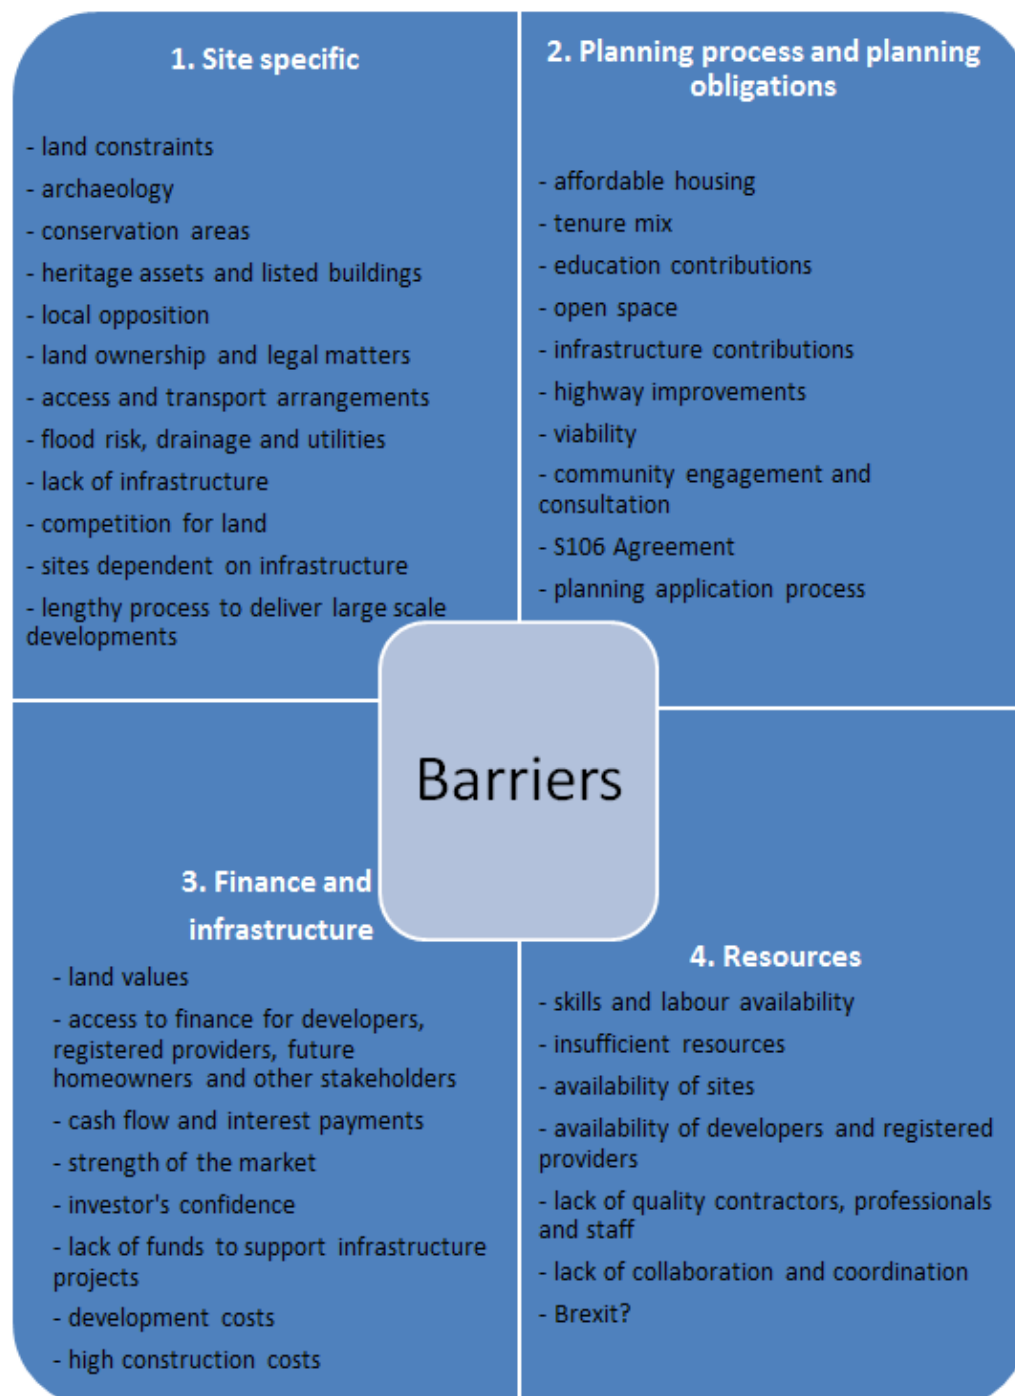 1. Site specific
- land constraints
- archaeology
- conservation areas
- heritage assets and listed buildings
- local opposition
- land ownership and legal matters
- access and transport arrangements
- flood risk, drainage and utilities
- lack of infrastructure
- competition for land
- sites dependent on infrastructure
- lengthy process to deliver large scale
developments
2. Planning process and planning
obligations
- affordable housing
- tenure mix
- education contributions
- open space
- infrastructure contributions
- highway improvements
- viability
- community engagement and
consultation
- S106 Agreement
- planning application process
Barriers
3. Finance and
infrastructure
- land values
- access to finance for developers,
registered providers, future
homeowners and other stakeholders
- cash flow and interest payments
- strength of the market
- investor's confidence
- lack of funds to support infrastructure
projects
- development costs
- high construction costs
4. Resources
- skills and labour availability
- insufficient resources
- availability of sites
- availability of developers and registered
providers
- lack of quality contractors, professionals
and staff
- lack of collaboration and coordination
- Brexit?